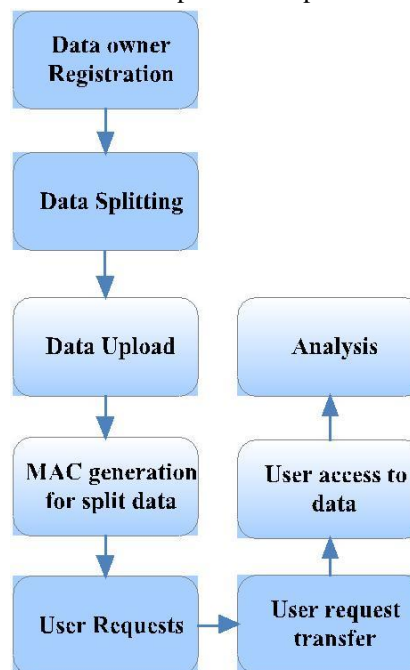 Data owner
Registration
Data Splitting
Data Upload
MAC generation
for split data
User Requests
User request
transfer
User access to
data
Analysis